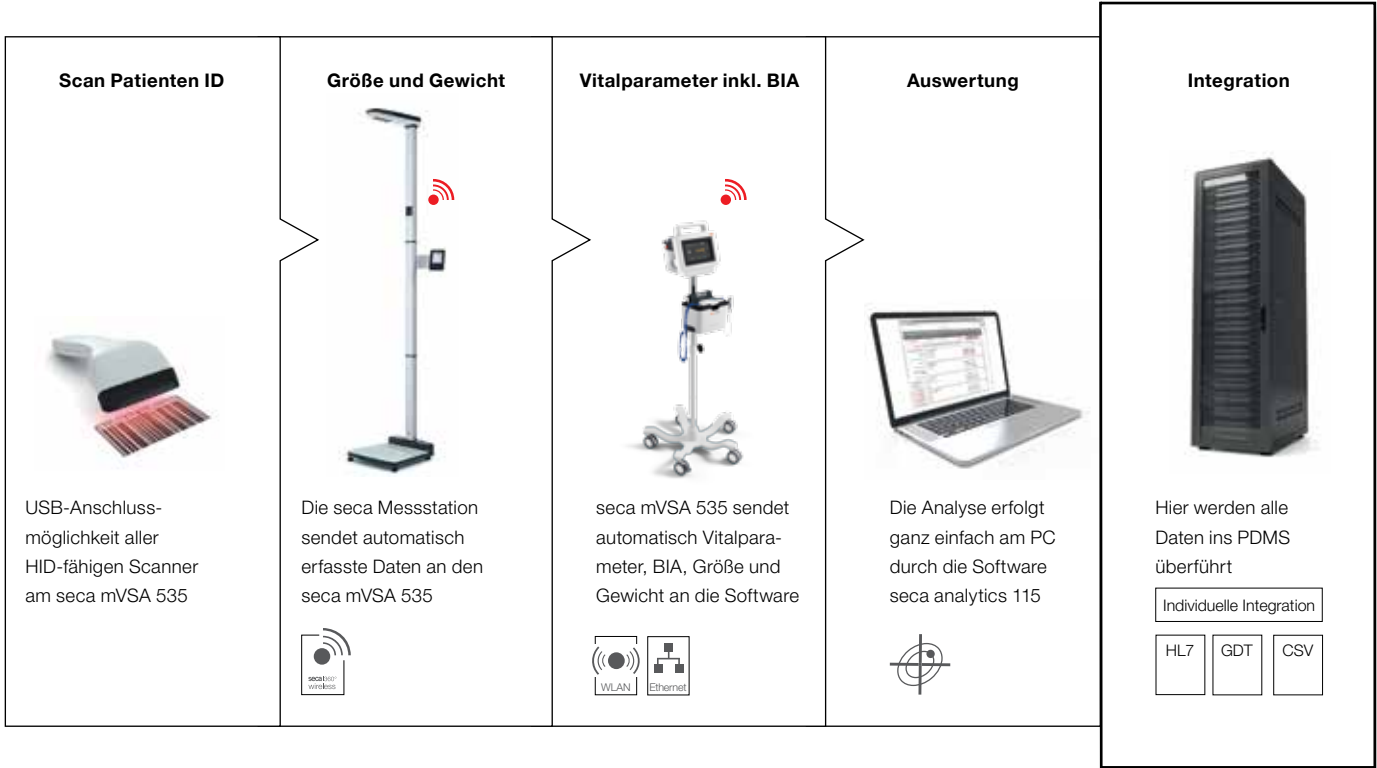 Scan Patienten ID
USB-Anschluss-
möglichkeit aller
HID-fähigen Scanner
am seca mVSA 535
Größe und Gewicht
Die seca Messstation
sendet automatisch
erfasste Daten an den
seca mVSA 535
seca 360°
wireless
Vitalparameter inkl. BIA
seca mVSA 535 sendet
automatisch Vitalpara-
meter, BIA, Größe und
Gewicht an die Software
WLAN
Ethernet
Auswertung
Die Analyse erfolgt
ganz einfach am PC
durch die Software
seca analytics 115
Integration
Hier werden alle
Daten ins PDMS
überführt
Individuelle Integration
HL7
GDT
CSV